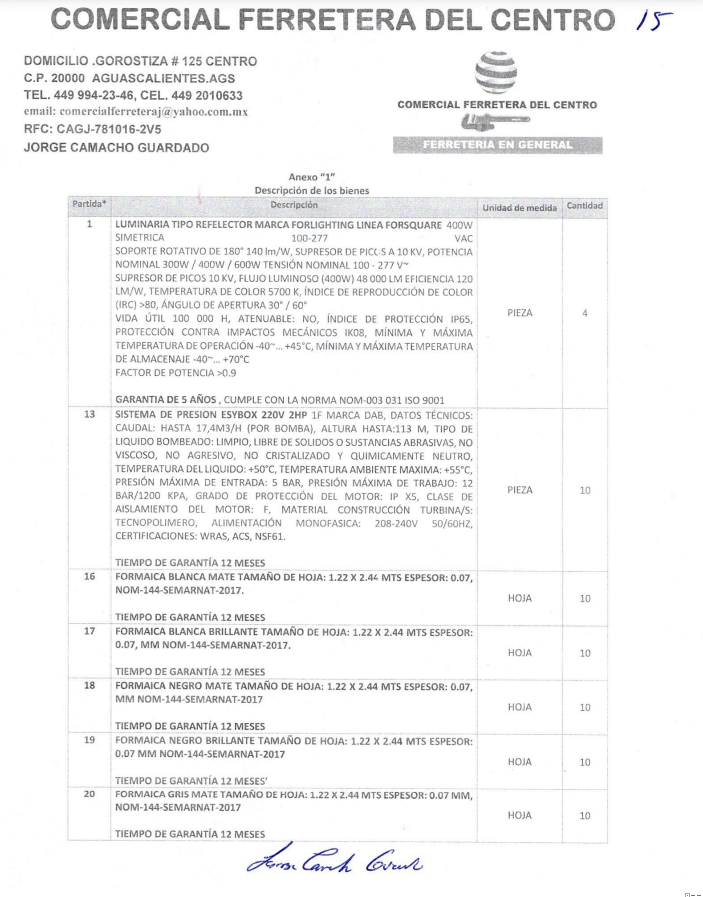 COMERCIAL FERRETERA DEL CENTRO 15
DOMICILIO .GOROSTIZA # 125 CENTRO
C.P. 20000 AGUASCALIENTES.AGS
TEL. 449 994-23-46, CEL. 449 2010633
email: comercialferreteraj@yahoo.com.mx
RFC: CAGJ-781016-2V5
JORGE CAMACHO GUARDADO
COMERCIAL FERRETERA DEL CENTRO
FERRETERIA EN GENERAL
Anexo "1"
Descripción de los bienes
Partida* Descripción Unidad de medida Cantidad
1 LUMINARIA TIPO REFELECTOR MARCA FORLIGHTING LINEA FORSQUARE 400W
SIMETRICA 100-277 VAC
SOPORTE ROTATIVO DE 180° 140 lm/W, SUPRESOR DE PICOS A 10 KV, POTENCIA
NOMINAL 300W / 400W / 600W TENSIÓN NOMINAL 100 - 277 V~
SUPRESOR DE PICOS 10 KV, FLUJO LUMINOSO (400W) 48 000 LM EFICIENCIA 120
LM/W, TEMPERATURA DE COLOR 5700 K, ÍNDICE DE REPRODUCCIÓN DE COLOR
(IRC) >80, ÁNGULO DE APERTURA 30° / 60°
VIDA ÚTIL 100 000 H, ATENUABLE: NO, ÍNDICE DE PROTECCIÓN IP65,
PROTECCIÓN CONTRA IMPACTOS MECÁNICOS IK08, MÍNIMA Y MÁXIMA
TEMPERATURA DE OPERACIÓN -40~... +45°C, MÍNIMA Y MÁXIMA TEMPERATURA
DE ALMACENAJE -40~... +70°C
FACTOR DE POTENCIA >0.9
GARANTIA DE 5 AÑOS , CUMPLE CON LA NORMA NOM-003 031 ISO 9001
PIEZA 4
13 SISTEMA DE PRESION ESYBOX 220V 2HP 1F MARCA DAB, DATOS TÉCNICOS:
CAUDAL: HASTA 17,4M3/H (POR BOMBA), ALTURA HASTA:113 M, TIPO DE
LIQUIDO BOMBEADO: LIMPIO, LIBRE DE SOLIDOS O SUSTANCIAS ABRASIVAS, NO
VISCOSO, NO AGRESIVO, NO CRISTALIZADO Y QUIMICAMENTE NEUTRO,
TEMPERATURA DEL LIQUIDO: +50°C, TEMPERATURA AMBIENTE MAXIMA: +55°C,
PRESIÓN MÁXIMA DE ENTRADA: 5 BAR, PRESIÓN MÁXIMA DE TRABAJO: 12
BAR/1200 KPA, GRADO DE PROTECCIÓN DEL MOTOR: IP X5, CLASE DE
AISLAMIENTO DEL MOTOR: F, MATERIAL CONSTRUCCIÓN TURBINA/S:
TECNOPOLIMERO, ALIMENTACIÓN MONOFASICA: 208-240V 50/60HZ,
CERTIFICACIONES: WRAS, ACS, NSF61.
TIEMPO DE GARANTÍA 12 MESES
PIEZA 10
16 FORMAICA BLANCA MATE TAMAÑO DE HOJA: 1.22 X 2.44 MTS ESPESOR: 0.07,
NOM-144-SEMARNAT-2017.
TIEMPO DE GARANTÍA 12 MESES
HOJA 10
17 FORMAICA BLANCA BRILLANTE TAMAÑO DE HOJA: 1.22 X 2.44 MTS ESPESOR:
0.07, MM NOM-144-SEMARNAT-2017.
TIEMPO DE GARANTÍA 12 MESES
HOJA 10
18 FORMAICA NEGRO MATE TAMAÑO DE HOJA: 1.22 X 2.44 MTS ESPESOR: 0.07,
MM NOM-144-SEMARNAT-2017
TIEMPO DE GARANTÍA 12 MESES
HOJA 10
19 FORMAICA NEGRO BRILLANTE TAMAÑO DE HOJA: 1.22 X 2.44 MTS ESPESOR:
0.07 MM NOM-144-SEMARNAT-2017
TIEMPO DE GARANTÍA 12 MESES'
HOJA 10
20 FORMAICA GRIS MATE TAMAÑO DE HOJA: 1.22 X 2.44 MTS ESPESOR: 0.07 MM,
NOM-144-SEMARNAT-2017
TIEMPO DE GARANTÍA 12 MESES
HOJA 10